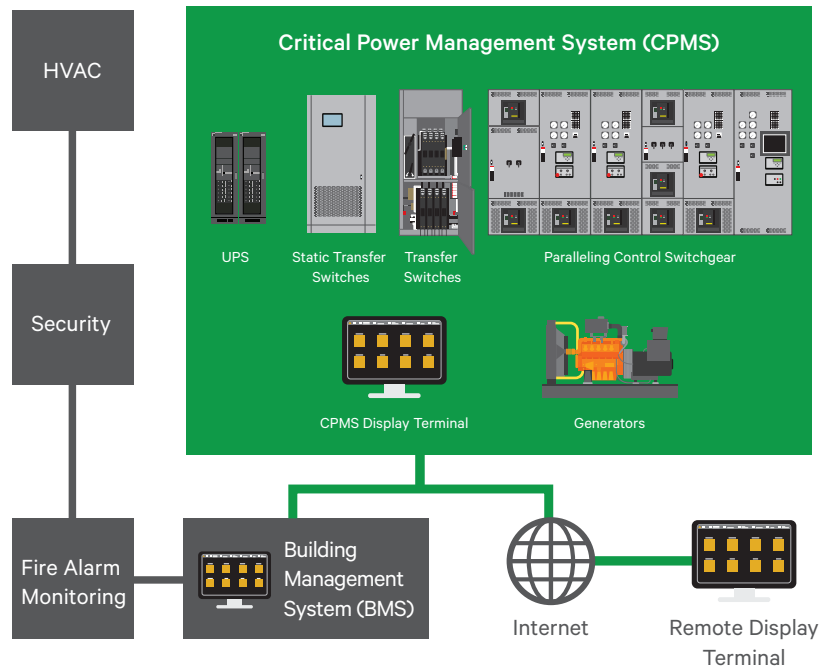 Critical Power Management System (CPMS)
HVAC
UPS
Static Transfer
Switches
Transfer
Switches
Paralleling Control Switchgear
Security
CPMS Display Terminal
Generators
Fire Alarm
Monitoring
Building
Management
System (BMS)
Internet
Remote Display
Terminal